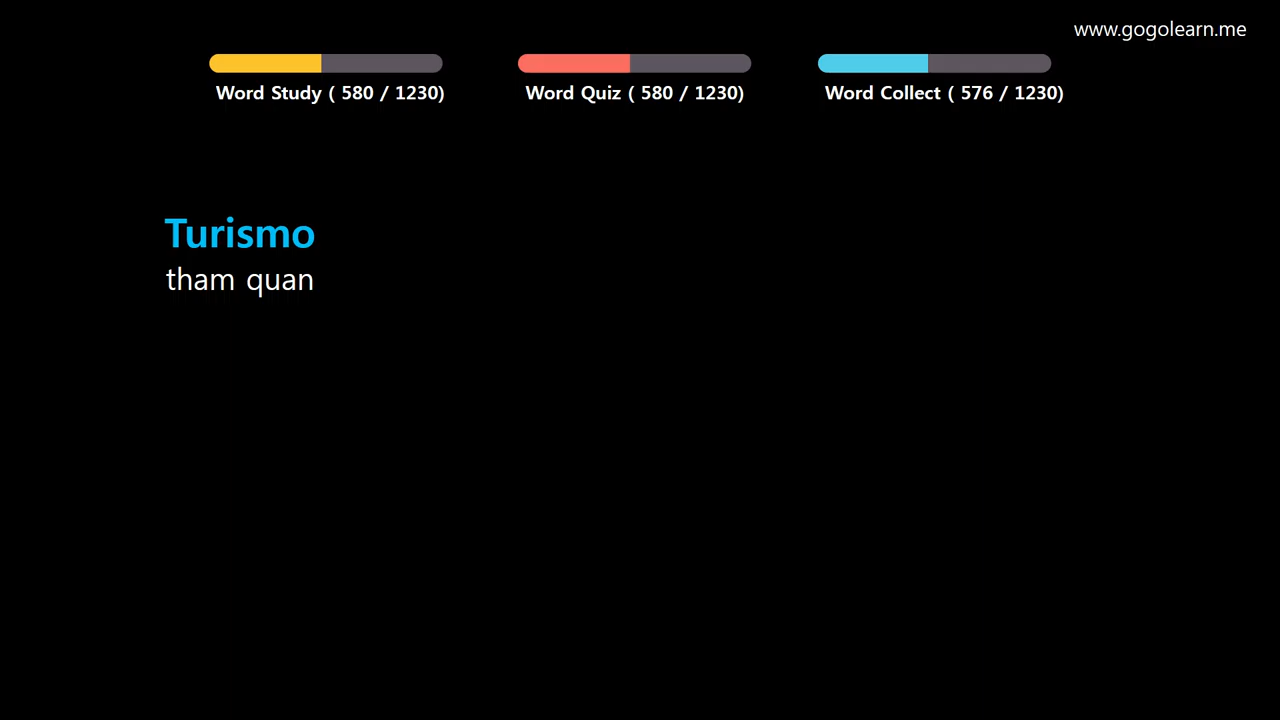 www.gogolearn.me
Word Study ( 580 / 1230)
Word Quiz ( 580 / 1230)
Word Collect ( 576 / 1230)
Turismo
tham quan